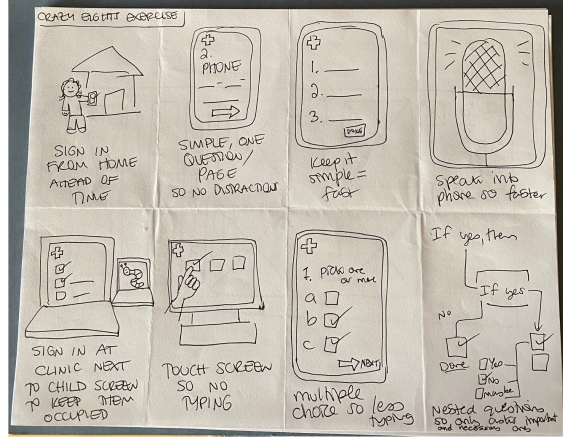 CRAZY EIGHTS EXERCISE
SIGN IN
FROM HOME
AHEAD OF
TIME
2.
PHONE
SIMPLE, ONE
QUESTION/
PAGE
SO NO DISTRACTIONS
1.
2.
3.
DONE
Keep it
simple =
fast
Speak into
phone so faster
SIGN IN AT
CLINIC NEXT
TO CHILD SCREEN
TO KEEP THEM
OCCUPIED
TOUCH SCREEN
SO NO
TYPING
1. pick one
or more
a
b
c
NEXT
multiple
choice so less
typing
If yes, then
If yes
No
Done
Yes
No
maybe
Nested questions
so only asks important
and necessary ones